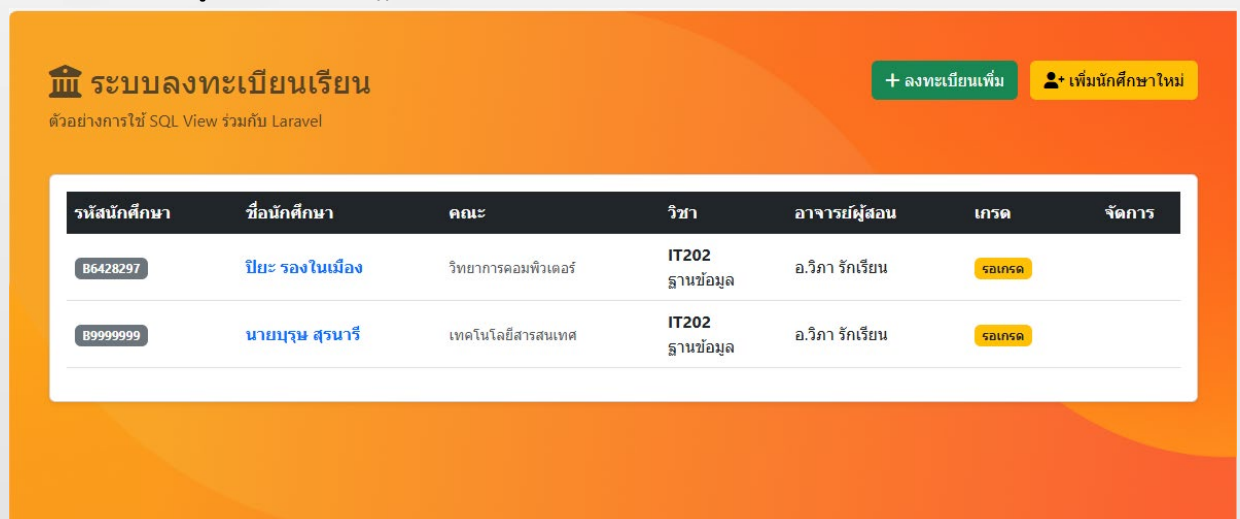 ระบบลงทะเบียนเรียน
ตัวอย่างการใช้ SQL View ร่วมกับ Laravel
+ ลงทะเบียนเพิ่ม
เพิ่มนักศึกษาใหม่
รหัสนักศึกษา ชื่อนักศึกษา คณะ วิชา อาจารย์ผู้สอน เกรด จัดการ
B6428297 ปิยะ รองในเมือง วิทยาการคอมพิวเตอร์ IT202 ฐานข้อมูล อ.วิภา รักเรียน รอเกรด
B9999999 นายบุรุษ สุรนารี เทคโนโลยีสารสนเทศ IT202 ฐานข้อมูล อ.วิภา รักเรียน รอเกรด